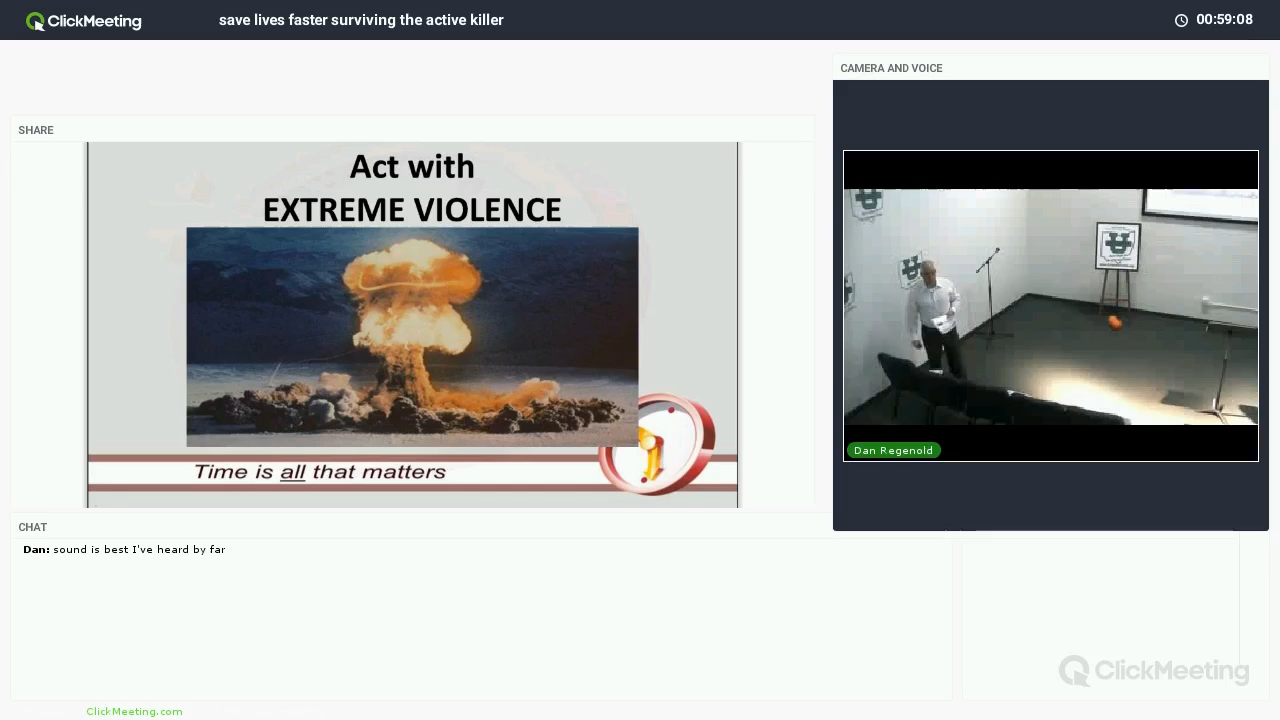 ClickMeeting
save lives faster surviving the active killer
00:59:08
CAMERA AND VOICE
SHARE
Act with
EXTREME VIOLENCE
Time is all that matters
Dan Regenold
CHAT
Dan: sound is best I've heard by far
ClickMeeting
ClickMeeting.com